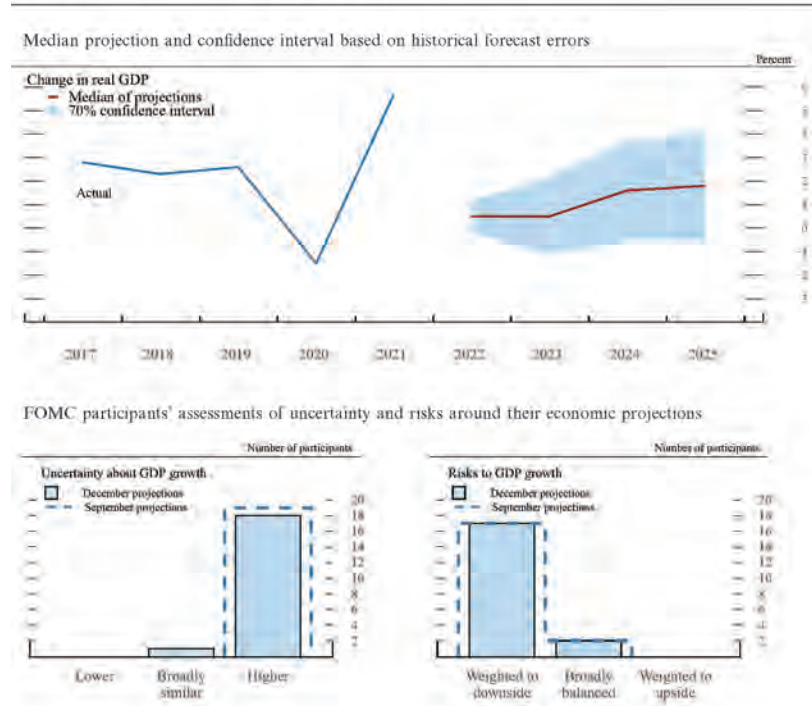 Median projection and confidence interval based on historical forecast errors
Percent
Change in real GDP
Median of projections
70% confidence interval
Actual
2017 2018 2019 2020 2021 2022 2023 2024 2025
FOMC participants' assessments of uncertainty and risks around their economic projections
Number of participants
Uncertainty about GDP growth
December projections
September projections
20
18
16
14
12
10
8
6
4
2
Lower Broadly similar Higher
Number of participants
Risks to GDP growth
December projections
September projections
20
18
16
14
12
10
8
6
4
2
Weighted to downside Broadly balanced Weighted to upside